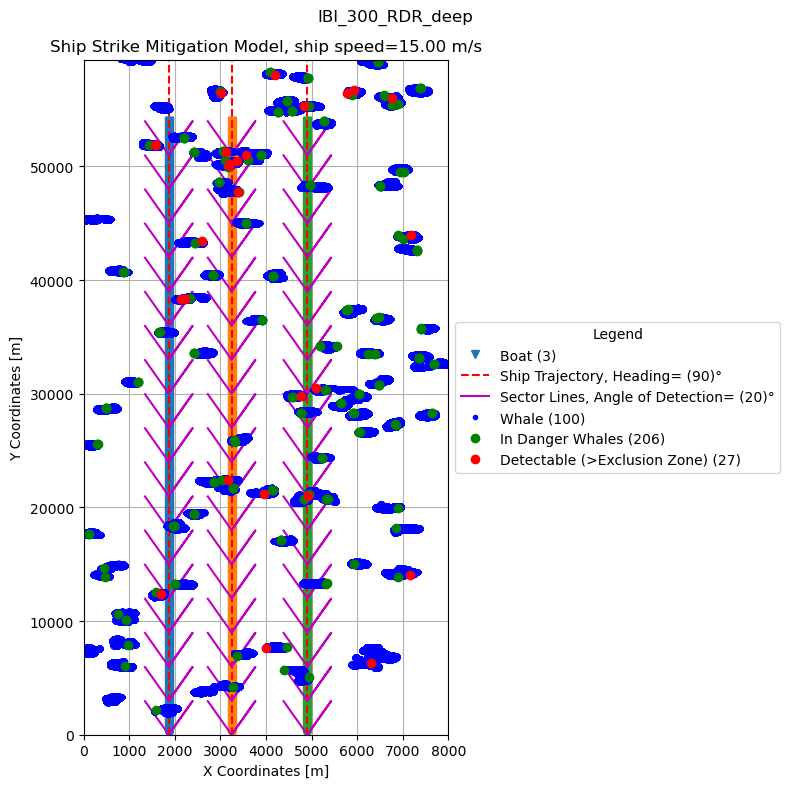 IBI_300_RDR_deep
Ship Strike Mitigation Model, ship speed=15.00 m/s
50000
40000
30000
20000
10000
0
Y Coordinates [m]
0 1000 2000 3000 4000 5000 6000 7000 8000
X Coordinates [m]
Legend
Boat (3)
Ship Trajectory, Heading= (90)°
Sector Lines, Angle of Detection= (20)°
Whale (100)
In Danger Whales (206)
Detectable (>Exclusion Zone) (27)